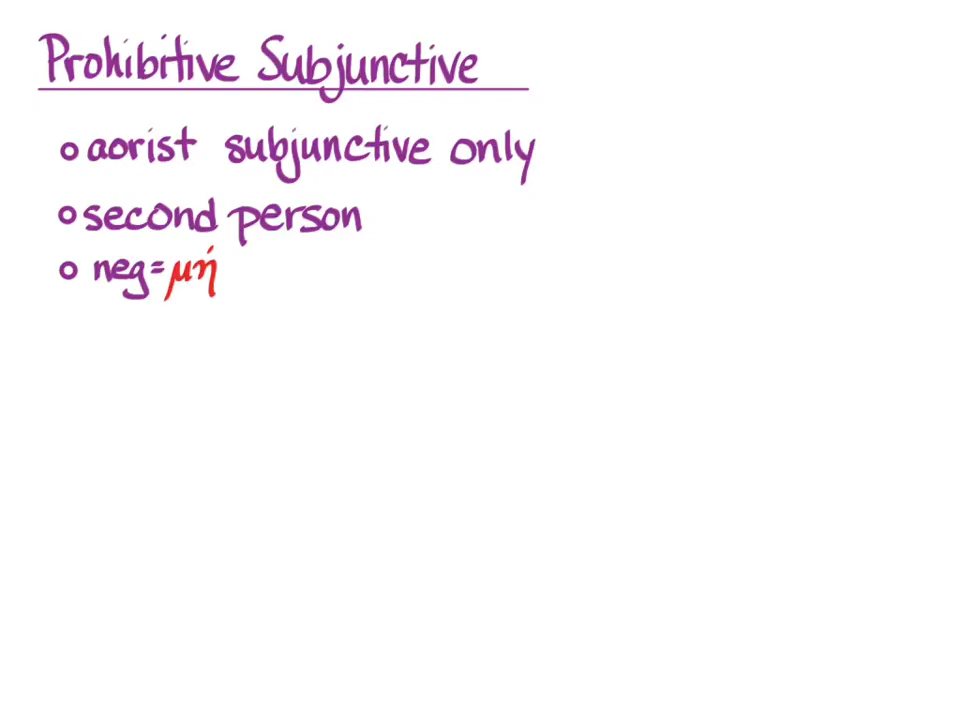 Prohibitive Subjunctive
○ aorist subjunctive only
○ second person
○ neg = μή